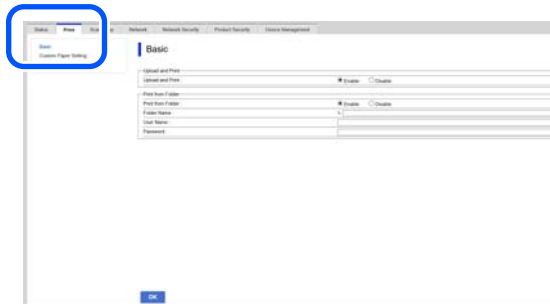 Status Print Network Network Security Product Security Device Management
Basic
Custom Paper Setting
Basic
Upload and Print
Upload and Print : Enable Disable
Print from Folder
Print from Folder : Enable Disable
Folder Name :
User Name :
Password :
OK